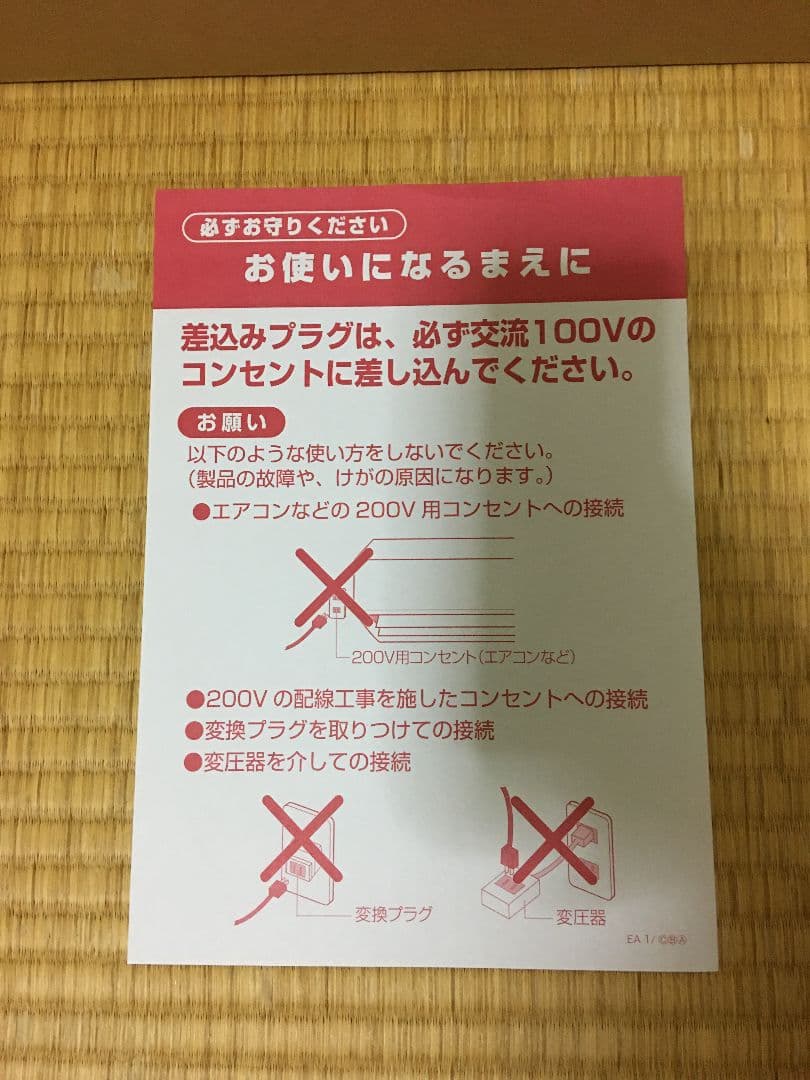 必ずお守りください
お使いになるまえに
差込みプラグは、必ず交流100Vの
コンセントに差し込んでください。
お願い
以下のような使い方をしないでください。
(製品の故障や、けがの原因になります。)
●エアコンなどの 200V 用コンセントへの接続
200V用コンセント(エアコンなど)
●200V の配線工事を施したコンセントへの接続
●変換プラグを取りつけての接続
●変圧器を介しての接続
変換プラグ
変圧器
EA 1/